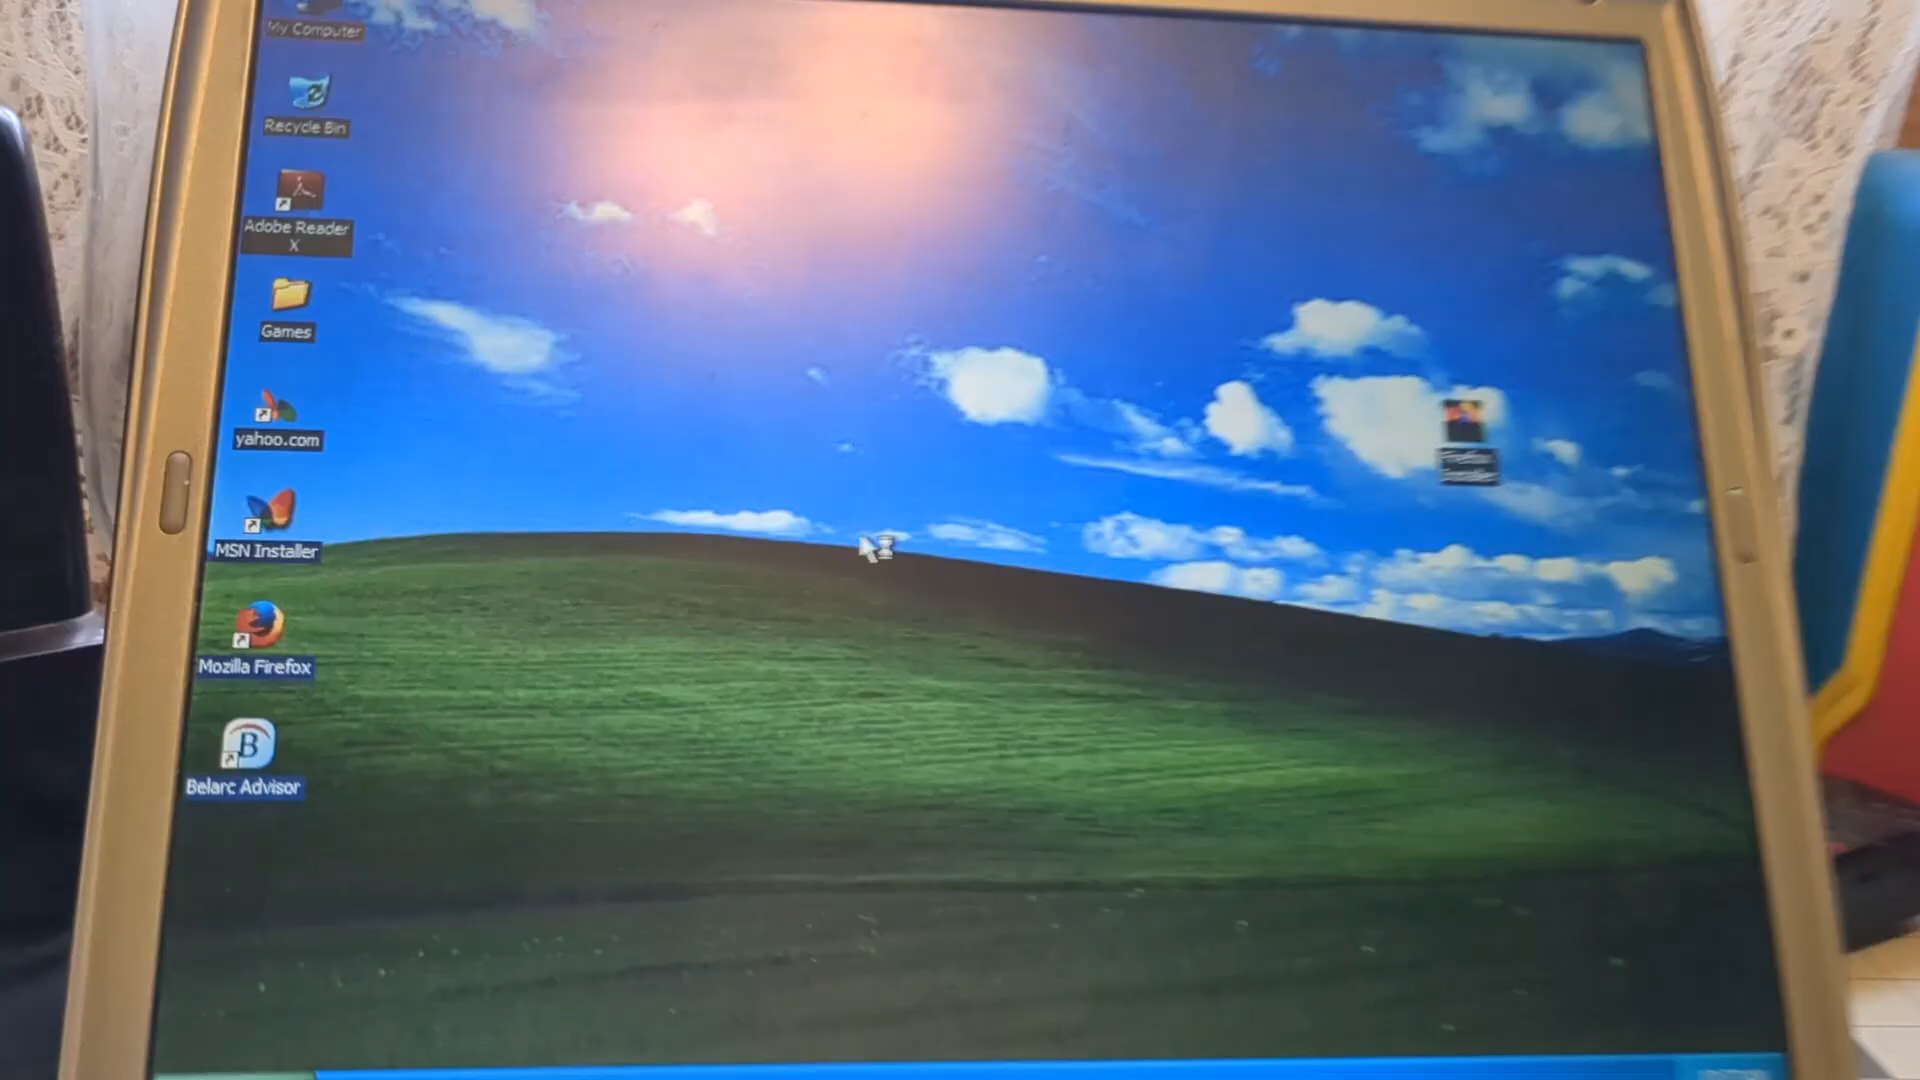 My Computer
Recycle Bin
Adobe Reader
X
Games
yahoo.com
MSN Installer
Mozilla Firefox
B
Belarc Advisor